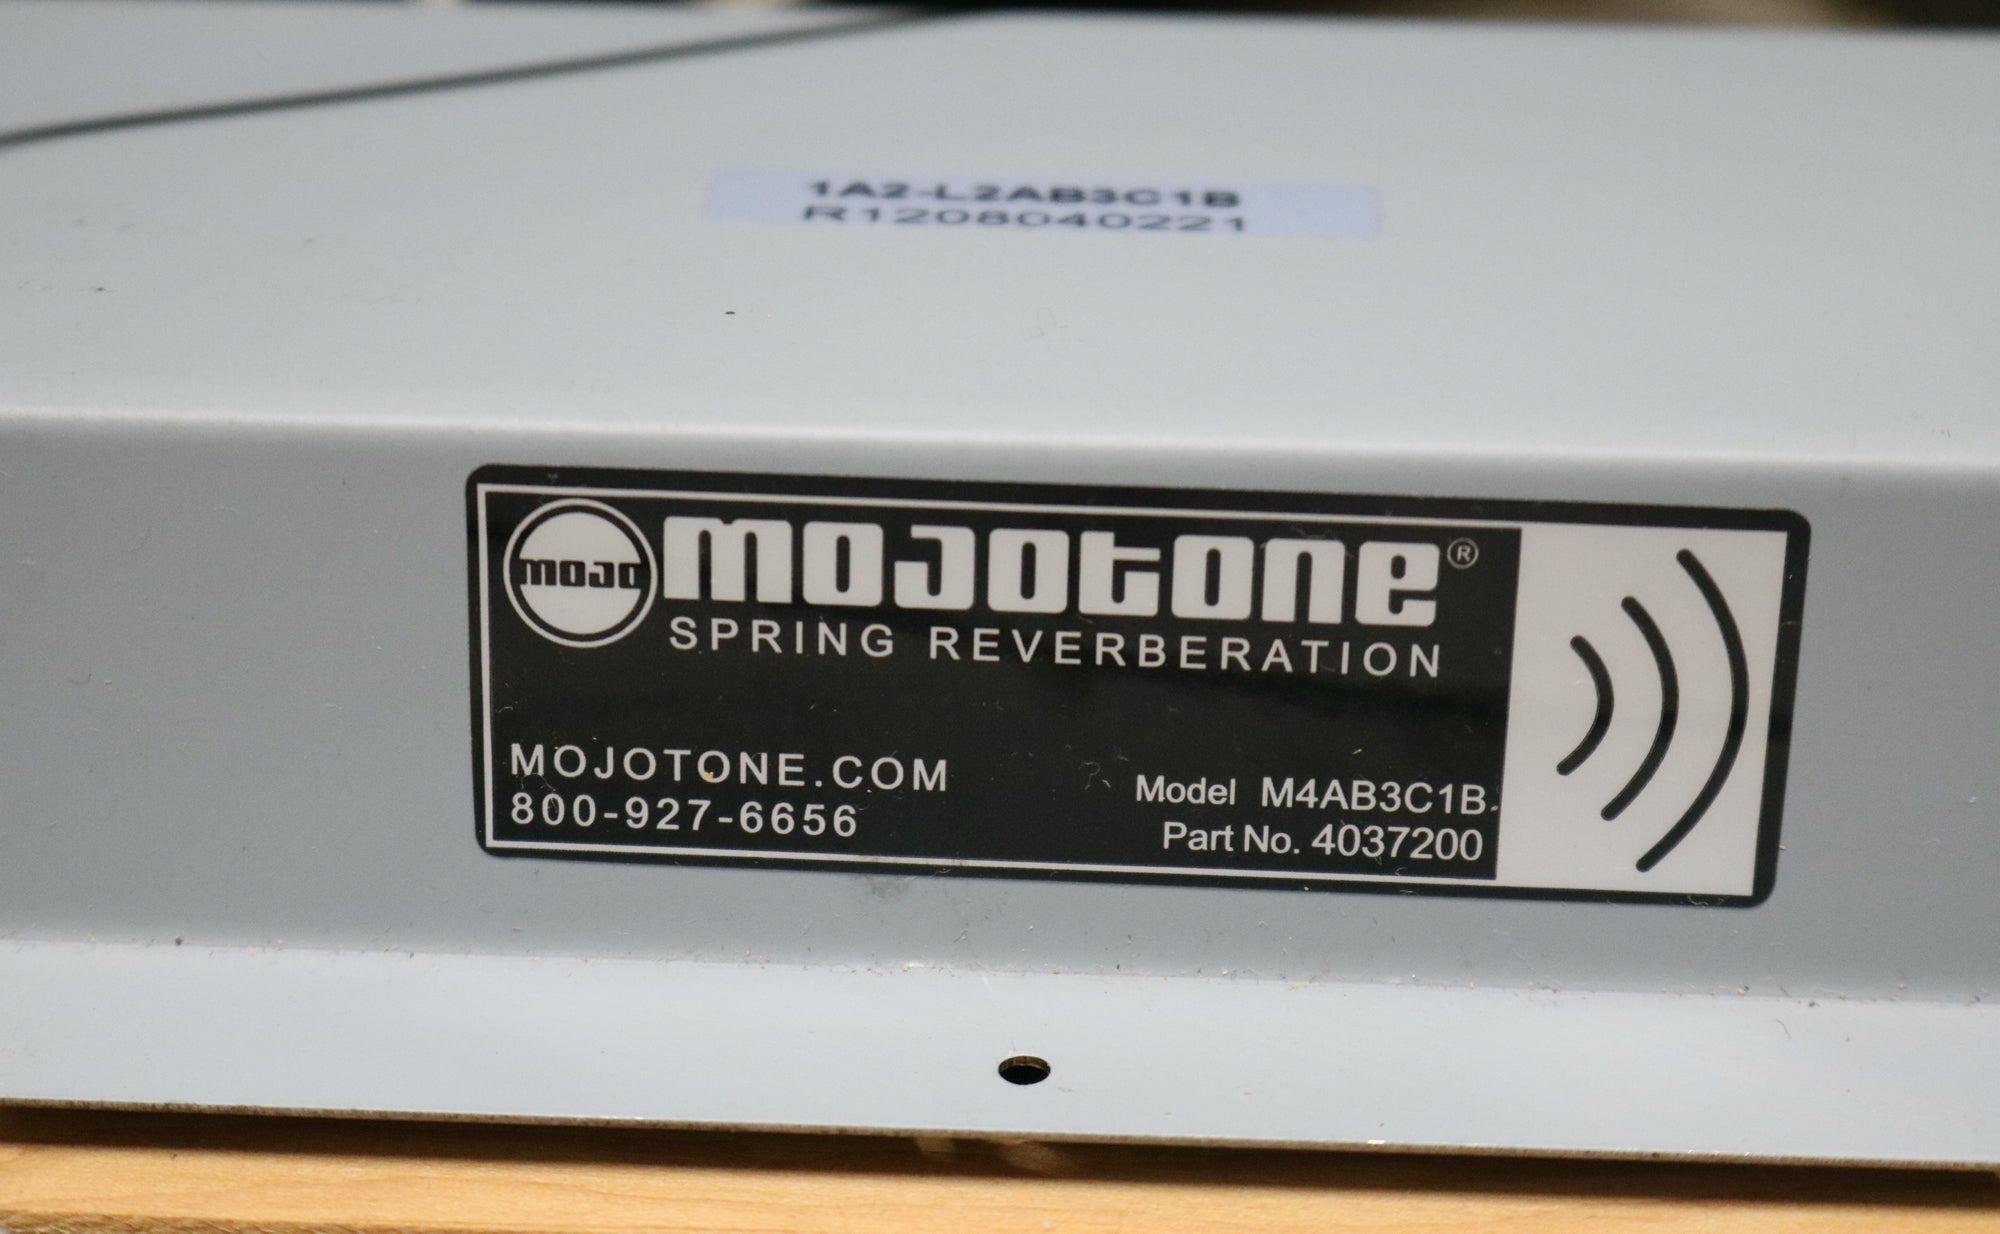 1A2-L2AB3C1B
R1208040221
MOJO
mojotone®
SPRING REVERBERATION
MOJOTONE.COM
800-927-6656
Model M4AB3C1B
Part No. 4037200